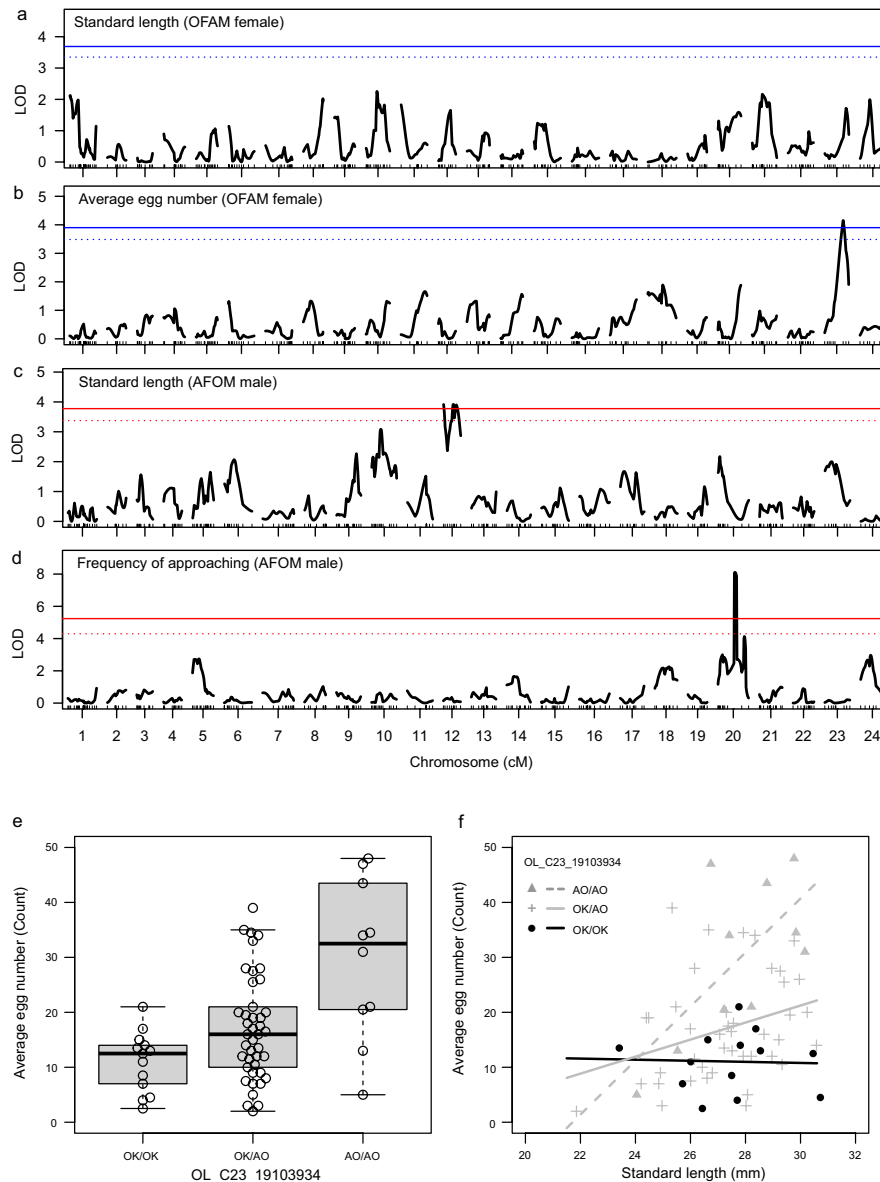 a
Standard length (OFAM female)
LOD
4
3
2
1
0
b
Average egg number (OFAM female)
LOD
5
4
3
2
1
0
c
Standard length (AFOM male)
LOD
5
4
3
2
1
0
d
Frequency of approaching (AFOM male)
LOD
8
6
4
2
0
1 2 3 4 5 6 7 8 9 10 11 12 13 14 15 16 17 18 19 20 21 22 23 24
Chromosome (cM)
e
Average egg number (Count)
50
40
30
20
10
0
OK/OK OK/AO AO/AO
OL_C23_19103934
f
Average egg number (Count)
50
40
30
20
10
0
OL_C23_19103934
AO/AO
OK/AO
OK/OK
20 22 24 26 28 30 32
Standard length (mm)